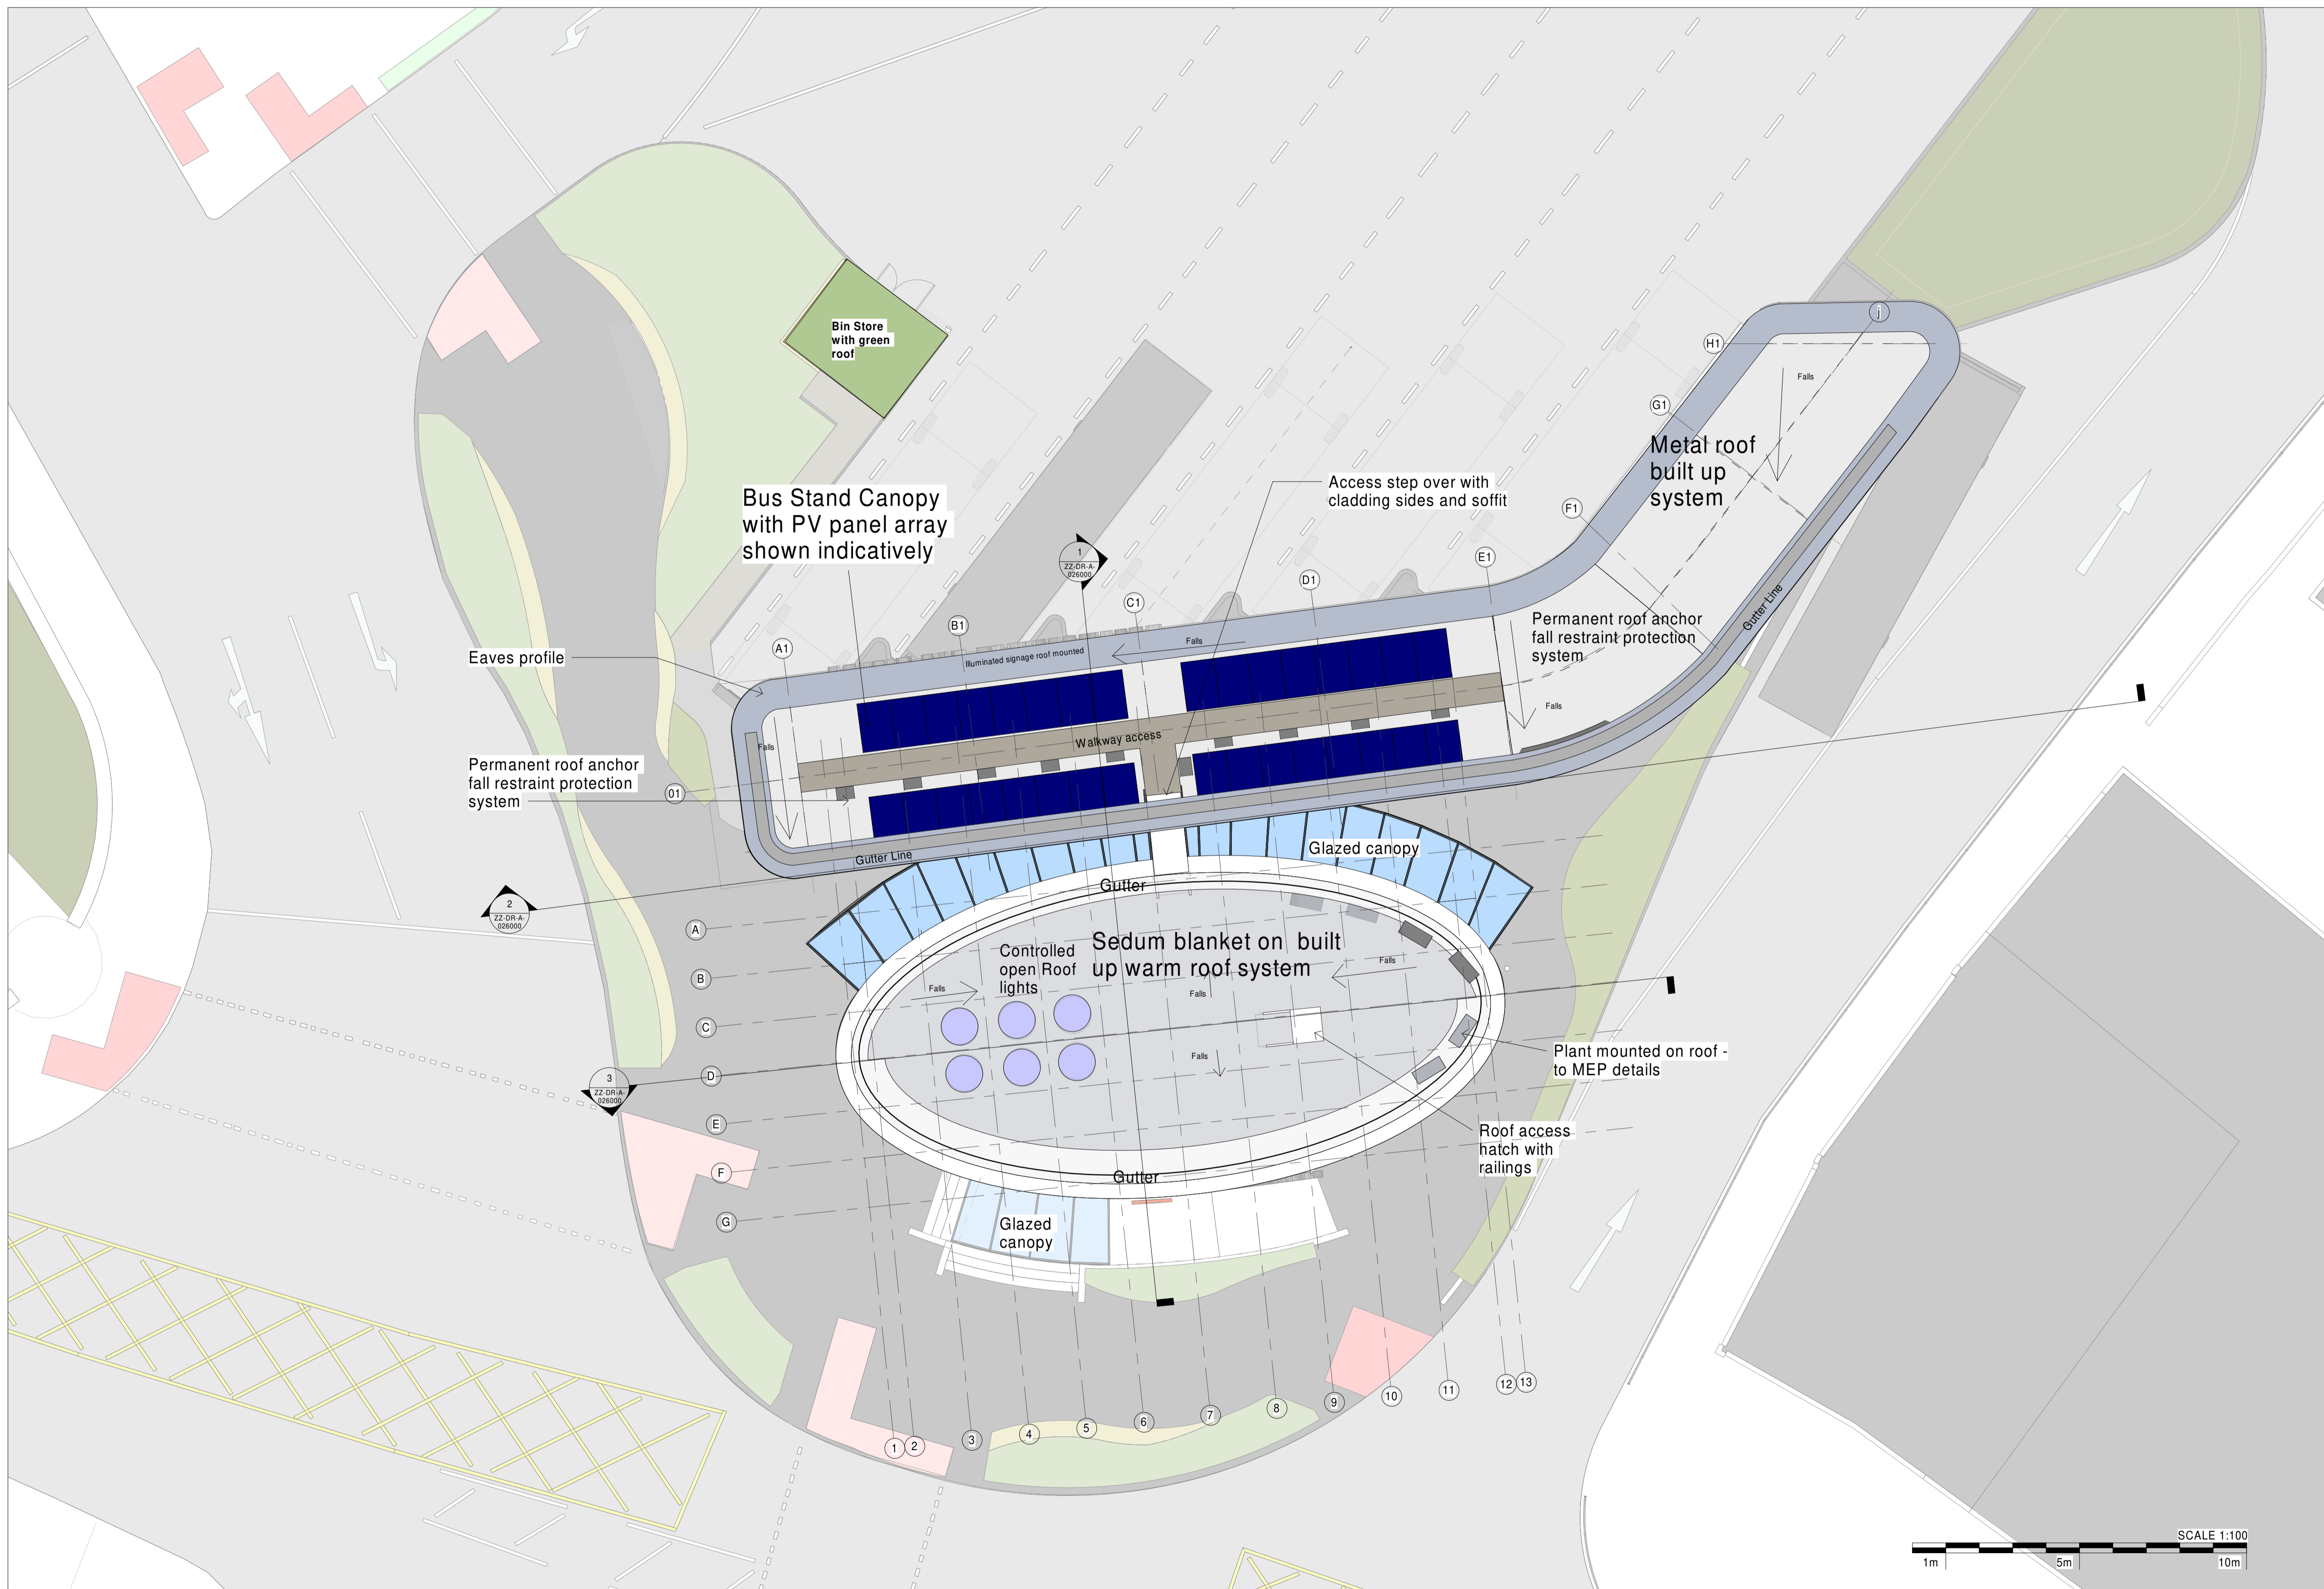 Bin Store
with green
roof
j
H1
Falls
G1
Metal roof
built up
system
Access step over with
cladding sides and soffit
Bus Stand Canopy
with PV panel array
shown indicatively
F1
1
ZZ-DR-A-
026000
E1
D1
C1
B1
A1
Gutter Line
Permanent roof anchor
fall restraint protection
system
Falls
Illuminated signage roof mounted
Eaves profile
Falls
Walkway access
Falls
Permanent roof anchor
fall restraint protection
system
01
Gutter Line
Glazed canopy
Gutter
2
ZZ-DR-A-
026000
A
B
C
D
E
F
G
Controlled
open Roof
lights
Sedum blanket on built
up warm roof system
Falls
Falls
Falls
Falls
3
ZZ-DR-A-
026000
Plant mounted on roof -
to MEP details
Roof access
hatch with
railings
Gutter
Glazed
canopy
1
2
3
4
5
6
7
8
9
10
11
12
13
SCALE 1:100
1m
5m
10m